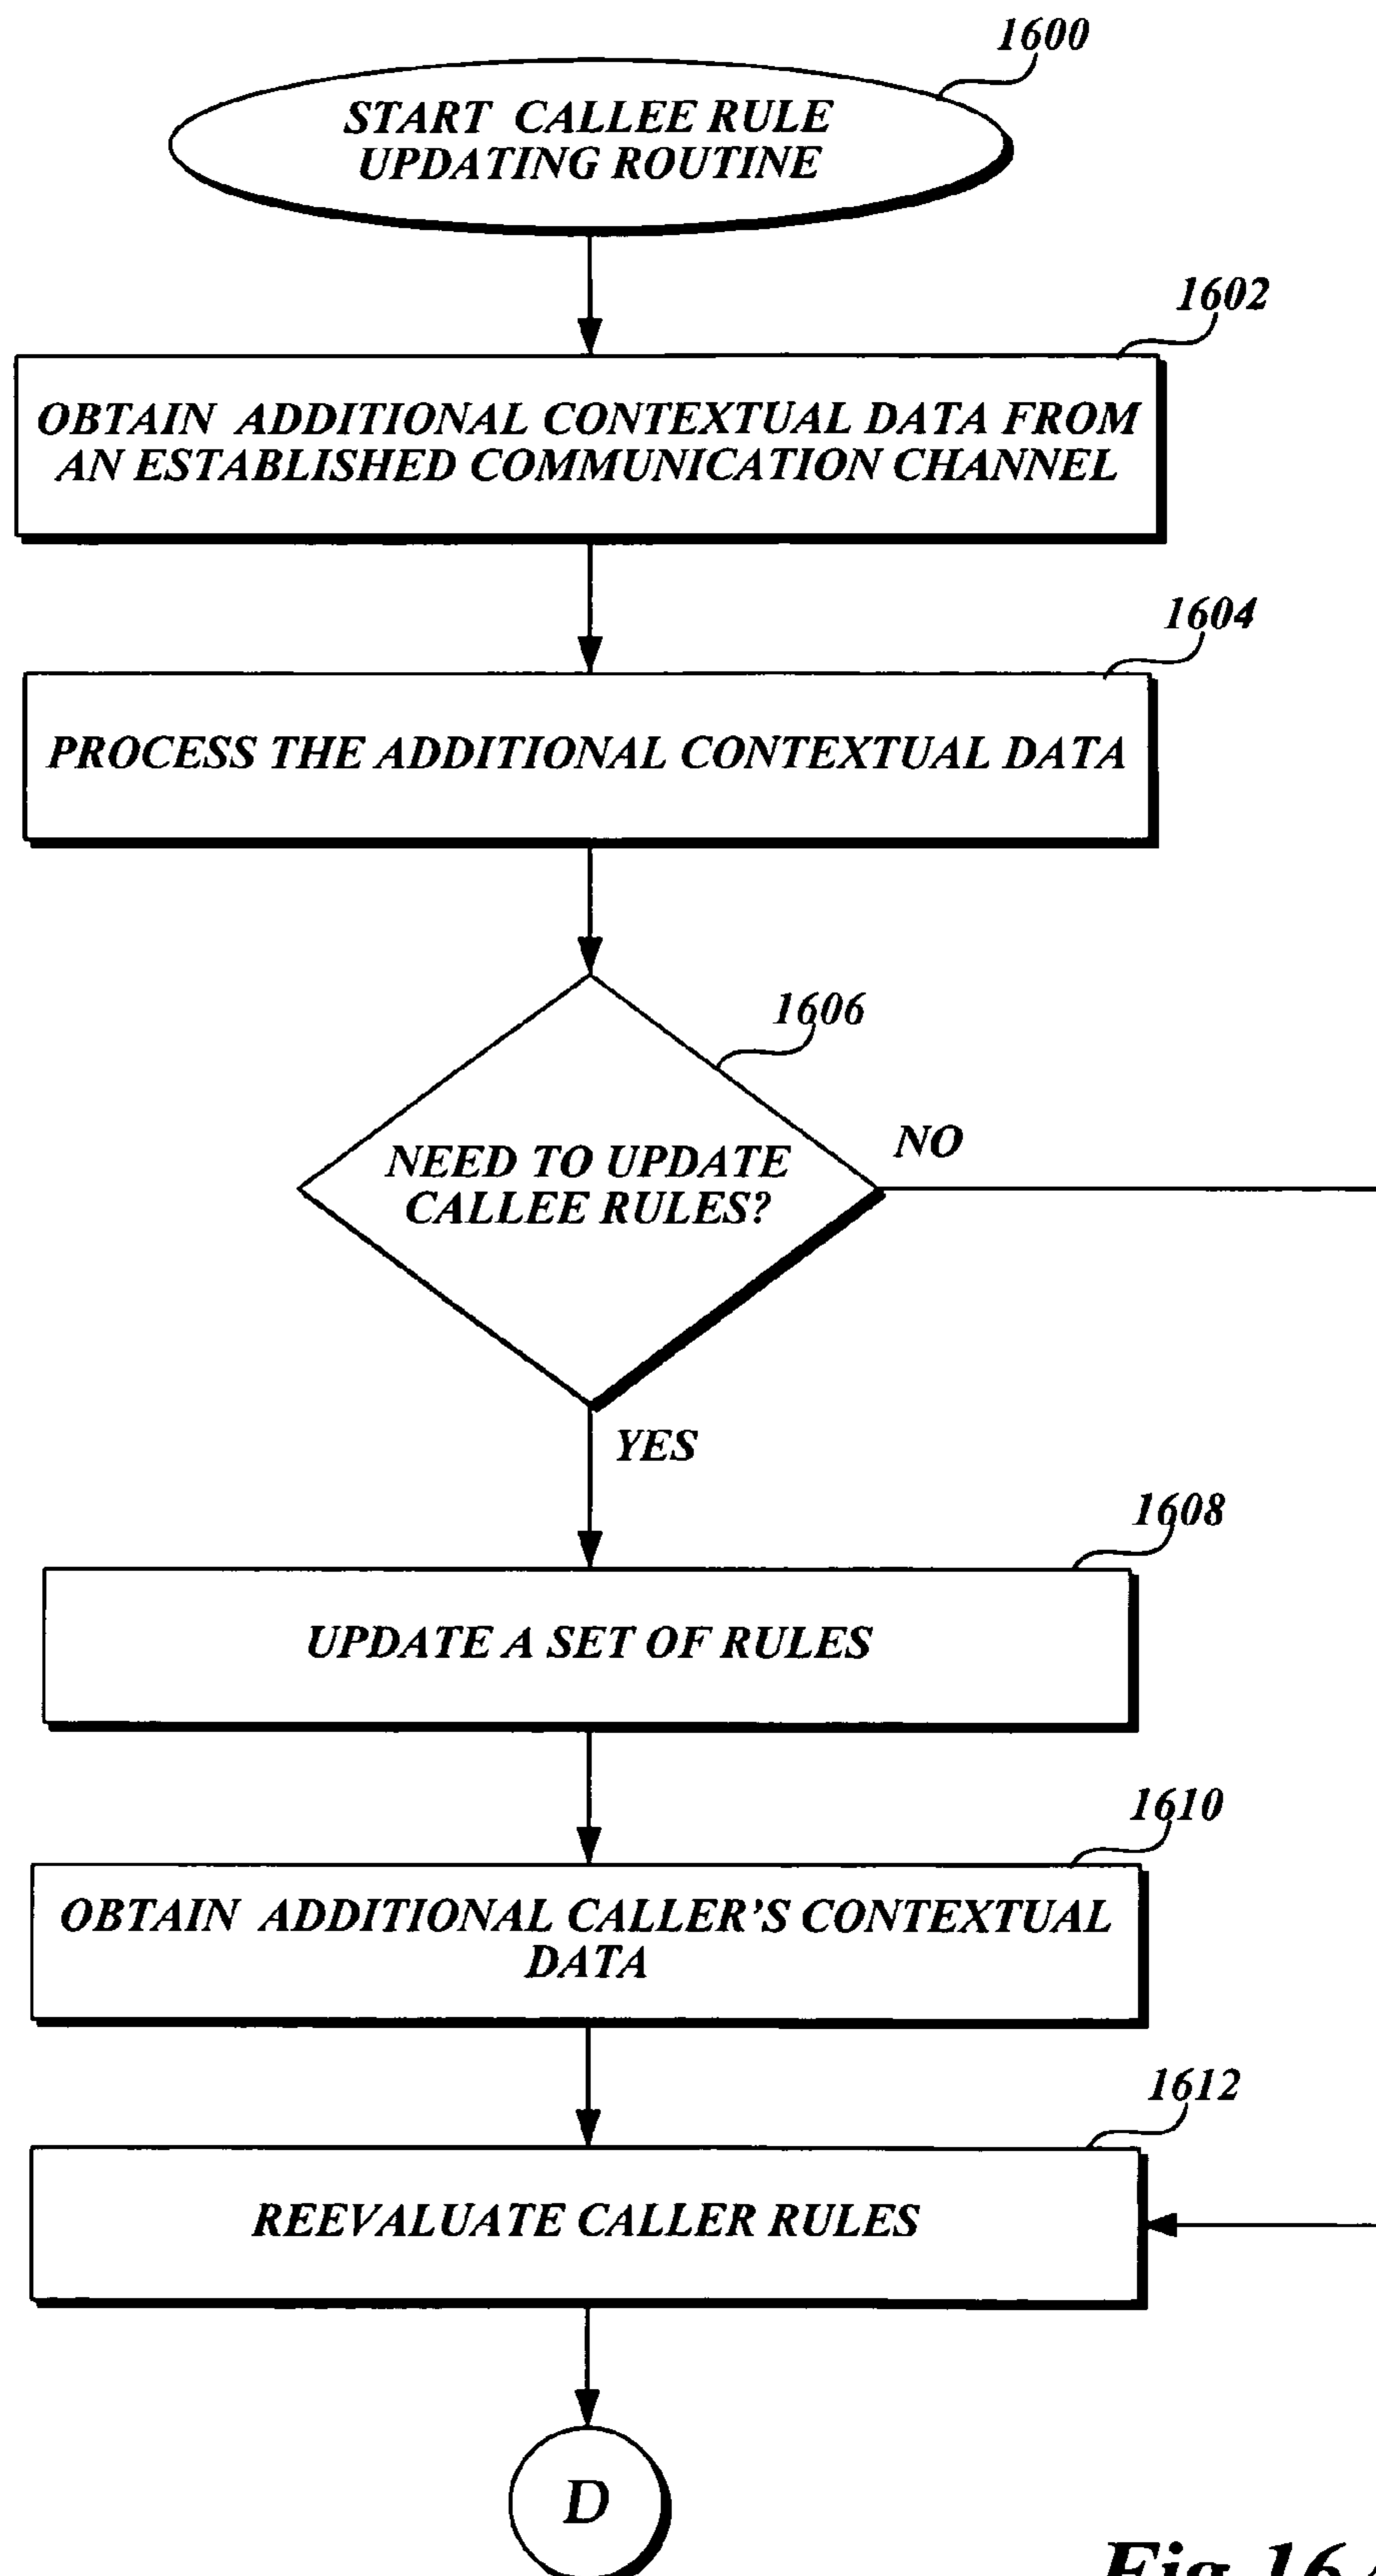 1600
START CALLEE RULE
UPDATING ROUTINE
1602
OBTAIN ADDITIONAL CONTEXTUAL DATA FROM
AN ESTABLISHED COMMUNICATION CHANNEL
1604
PROCESS THE ADDITIONAL CONTEXTUAL DATA
1606
NEED TO UPDATE
CALLEE RULES?
NO
YES
1608
UPDATE A SET OF RULES
1610
OBTAIN ADDITIONAL CALLER'S CONTEXTUAL
DATA
1612
REEVALUATE CALLER RULES
D